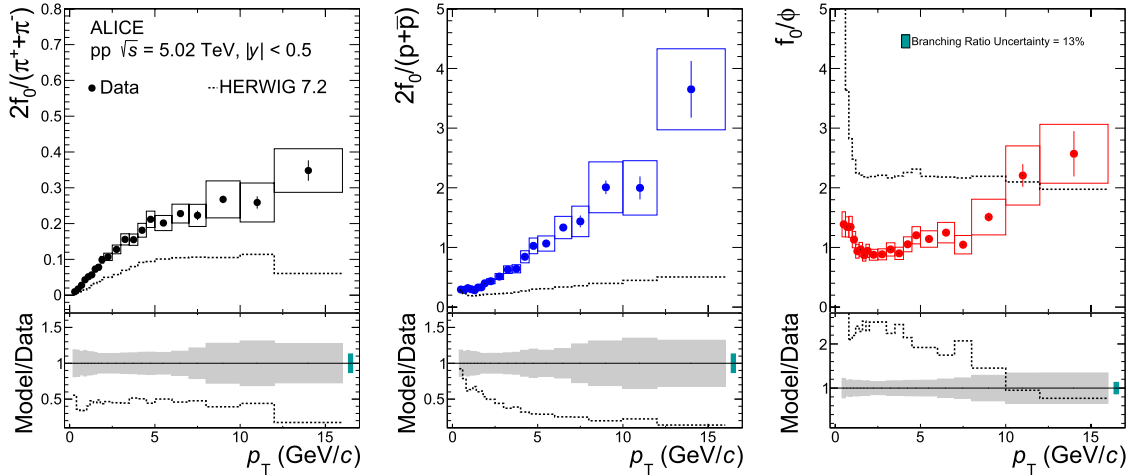 2f₀/(π⁺+π⁻)
0.8
0.7
0.6
0.5
0.4
0.3
0.2
0.1
0
ALICE
pp √s = 5.02 TeV, |y| < 0.5
Data
HERWIG 7.2
Model/Data
1.5
1
0.5
0 5 10 15
p_T (GeV/c)
2f₀/(p+p̅)
5
4
3
2
1
0
Model/Data
1.5
1
0.5
0 5 10 15
p_T (GeV/c)
f₀/ϕ
5
4
3
2
1
0
Branching Ratio Uncertainty = 13%
Model/Data
2
1
0 5 10 15
p_T (GeV/c)